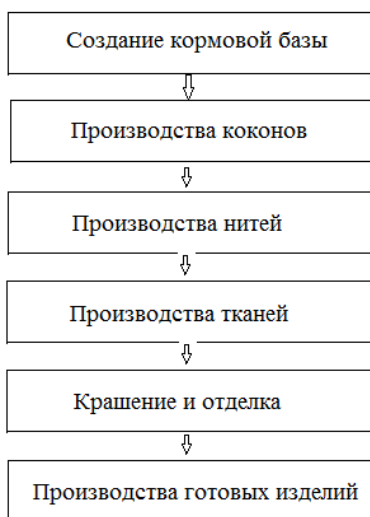 Создание кормовой базы
Производства коконов
Производства нитей
Производства тканей
Крашение и отделка
Производства готовых изделий